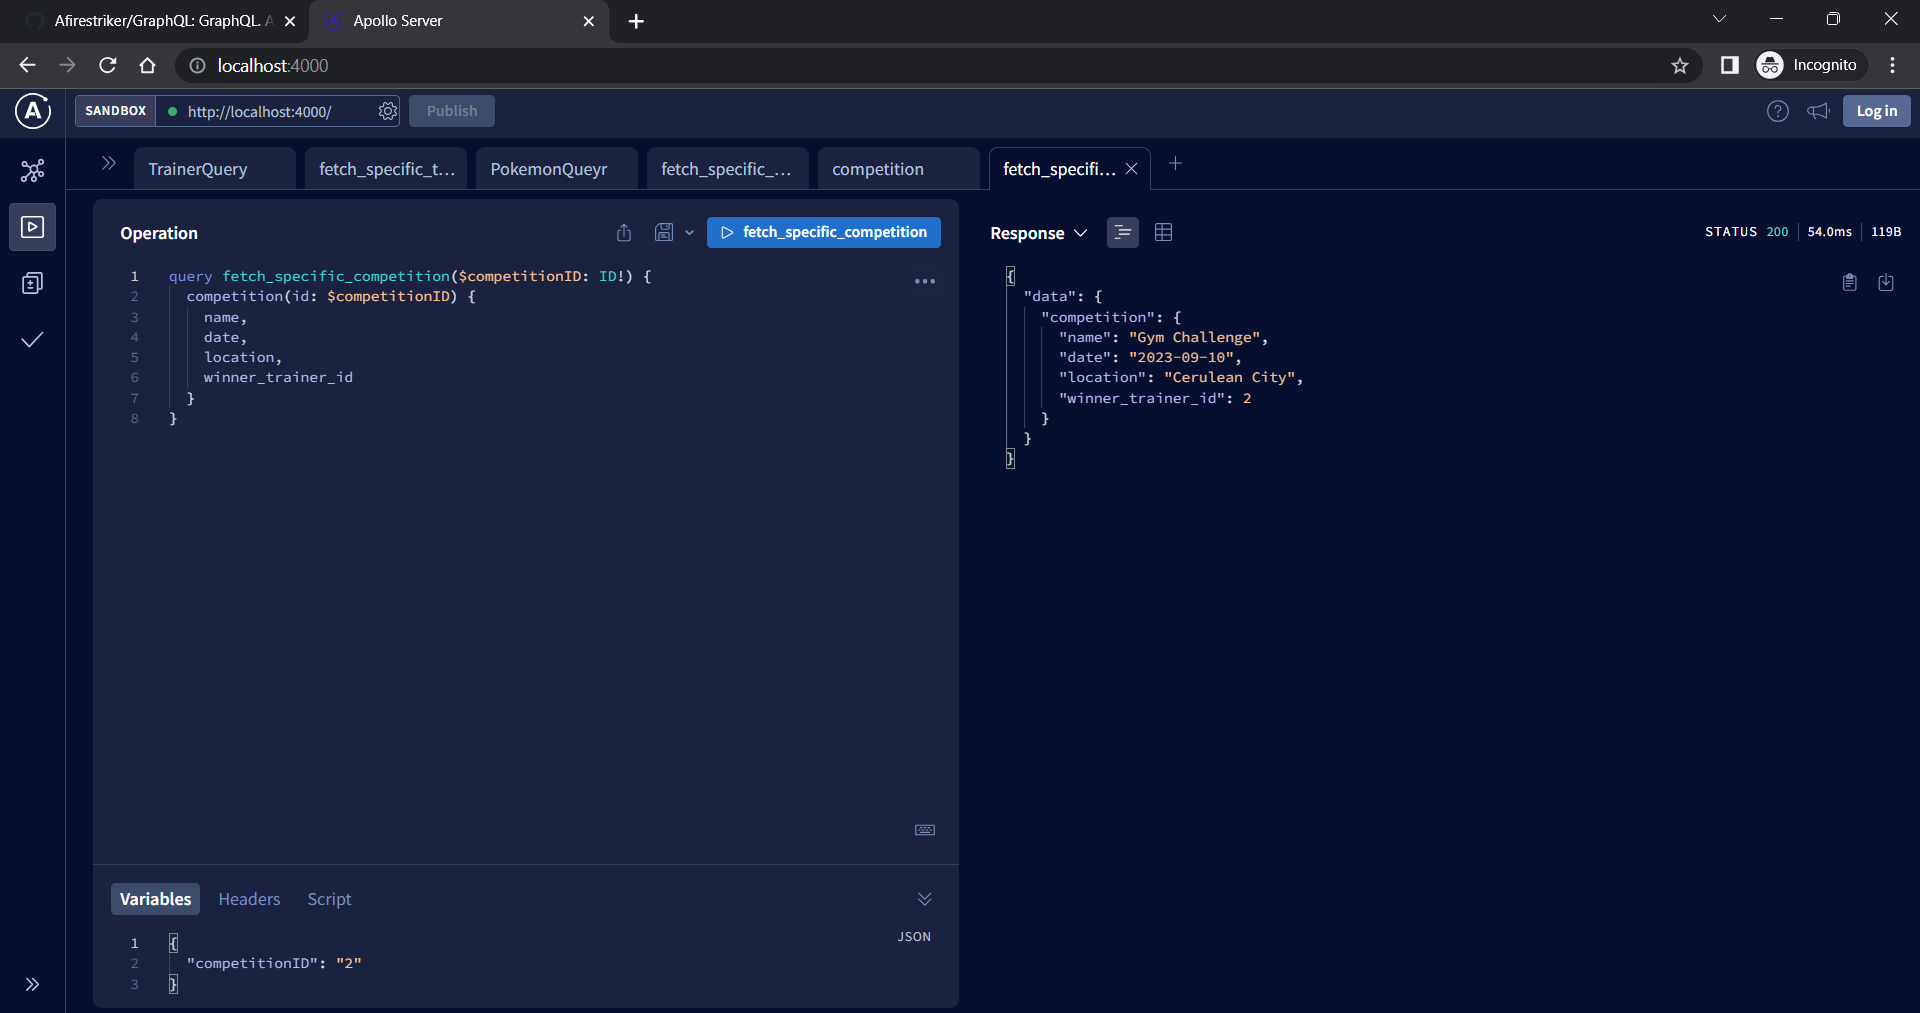 Afirestriker/GraphQL: GraphQL A
Apollo Server
localhost:4000
Incognito
SANDBOX
http://localhost:4000/
Publish
Log in
TrainerQuery
fetch_specific_t...
PokemonQueyr
fetch_specific_...
competition
fetch_specifi...
Operation
fetch_specific_competition
1 query fetch_specific_competition($competitionID: ID!) {
2 competition(id: $competitionID) {
3 name,
4 date,
5 location,
6 winner_trainer_id
7 }
8 }
Response
STATUS 200
54.0ms
119B
{
"data": {
"competition": {
"name": "Gym Challenge",
"date": "2023-09-10",
"location": "Cerulean City",
"winner_trainer_id": 2
}
}
}
Variables
Headers
Script
JSON
1 {
2 "competitionID": "2"
3 }